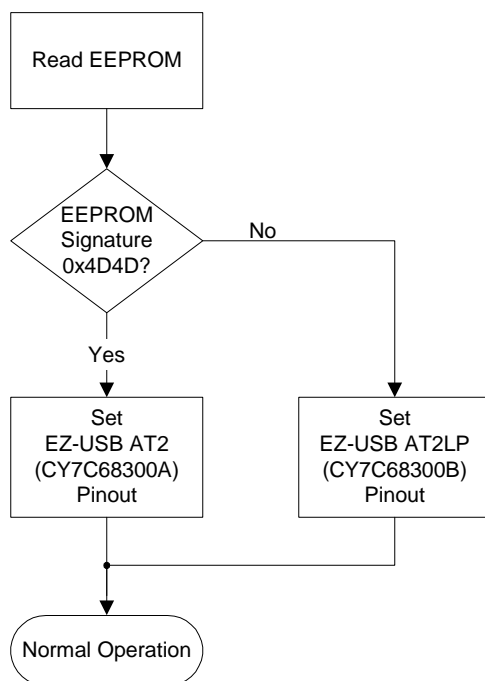 Read EEPROM
EEPROM
Signature
0x4D4D?
No
Yes
Set
EZ-USB AT2
(CY7C68300A)
Pinout
Set
EZ-USB AT2LP
(CY7C68300B)
Pinout
Normal Operation